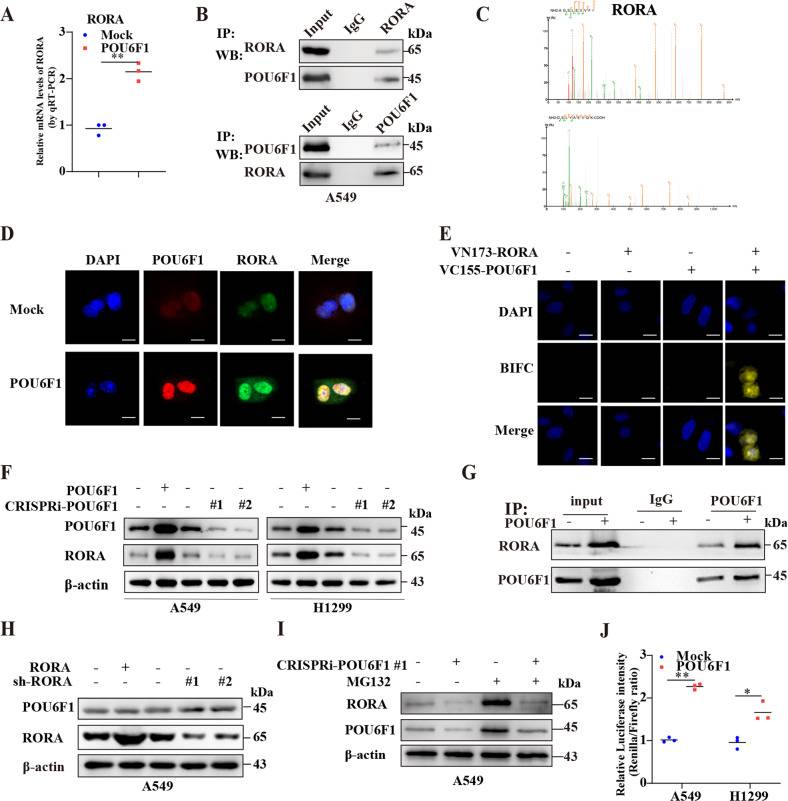 A
RORA
Mock
POU6F1
**
Relative mRNA levels of RORA
(by qRT-PCR)
3
2
1
0
B
Input
IgG
RORA
kDa
IP:
WB:
RORA
65
POU6F1
45
Input
IgG
POU6F1
kDa
IP:
WB:
POU6F1
45
RORA
65
A549
C
RORA
D
DAPI
POU6F1
RORA
Merge
Mock
POU6F1
E
VN173-RORA - + - +
VC155-POU6F1 - - + +
DAPI
BIFC
Merge
F
POU6F1 - + - - - - + - - -
CRISPRi-POU6F1 - - - #1 #2 - - - #1 #2
kDa
POU6F1
45
RORA
65
β-actin
43
A549
H1299
G
input
IgG
POU6F1
IP:
POU6F1 - + - + - +
kDa
RORA
65
POU6F1
45
H
RORA - + - - -
sh-RORA - - - #1 #2
kDa
POU6F1
45
RORA
65
β-actin
43
A549
I
CRISPRi-POU6F1 #1 - + - +
MG132 - - + +
kDa
RORA
65
POU6F1
45
β-actin
43
A549
J
Mock
POU6F1
**
*
Relative Luciferase intensity
(Renilla/Firefly ratio)
3
2
1
0
A549
H1299